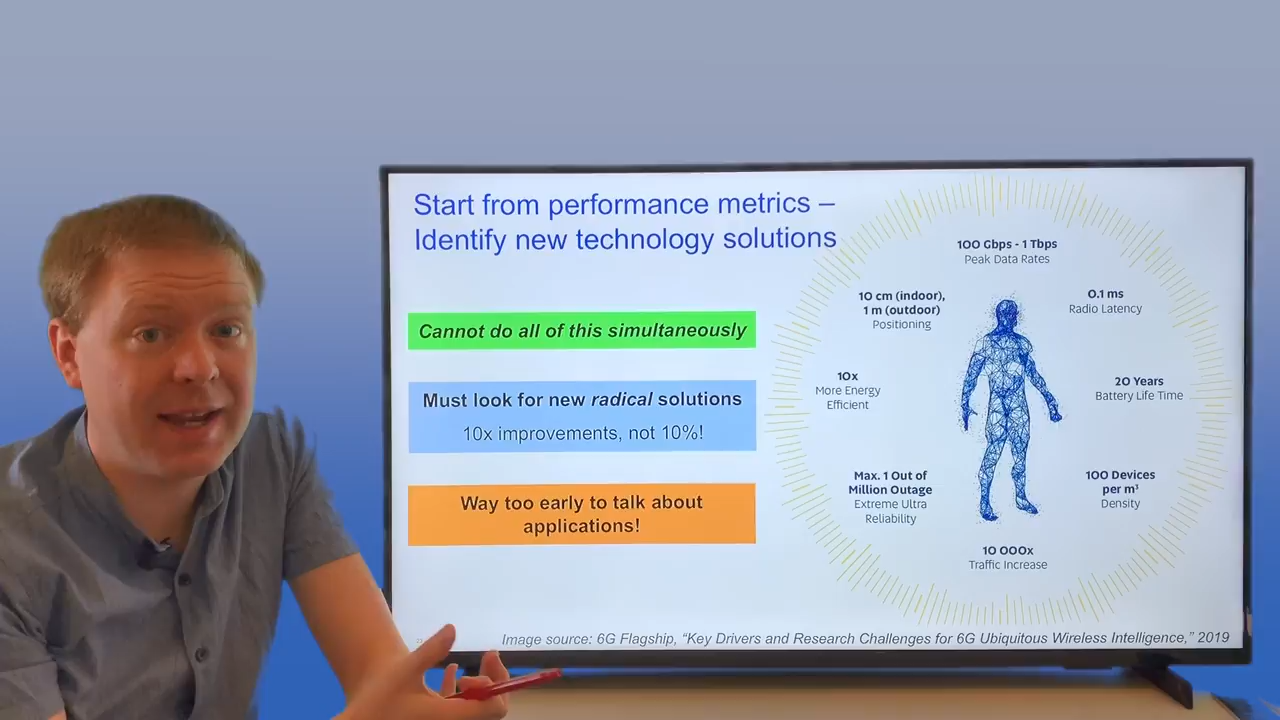 Start from performance metrics –
Identify new technology solutions
Cannot do all of this simultaneously
Must look for new radical solutions
10x improvements, not 10%!
Way too early to talk about
applications!
100 Gbps - 1 Tbps
Peak Data Rates
10 cm (indoor),
1 m (outdoor)
Positioning
0.1 ms
Radio Latency
10x
More Energy
Efficient
20 Years
Battery Life Time
Max. 1 Out of
Million Outage
Extreme Ultra
Reliability
100 Devices
per m³
Density
10 000x
Traffic Increase
Image source: 6G Flagship, “Key Drivers and Research Challenges for 6G Ubiquitous Wireless Intelligence,” 2019